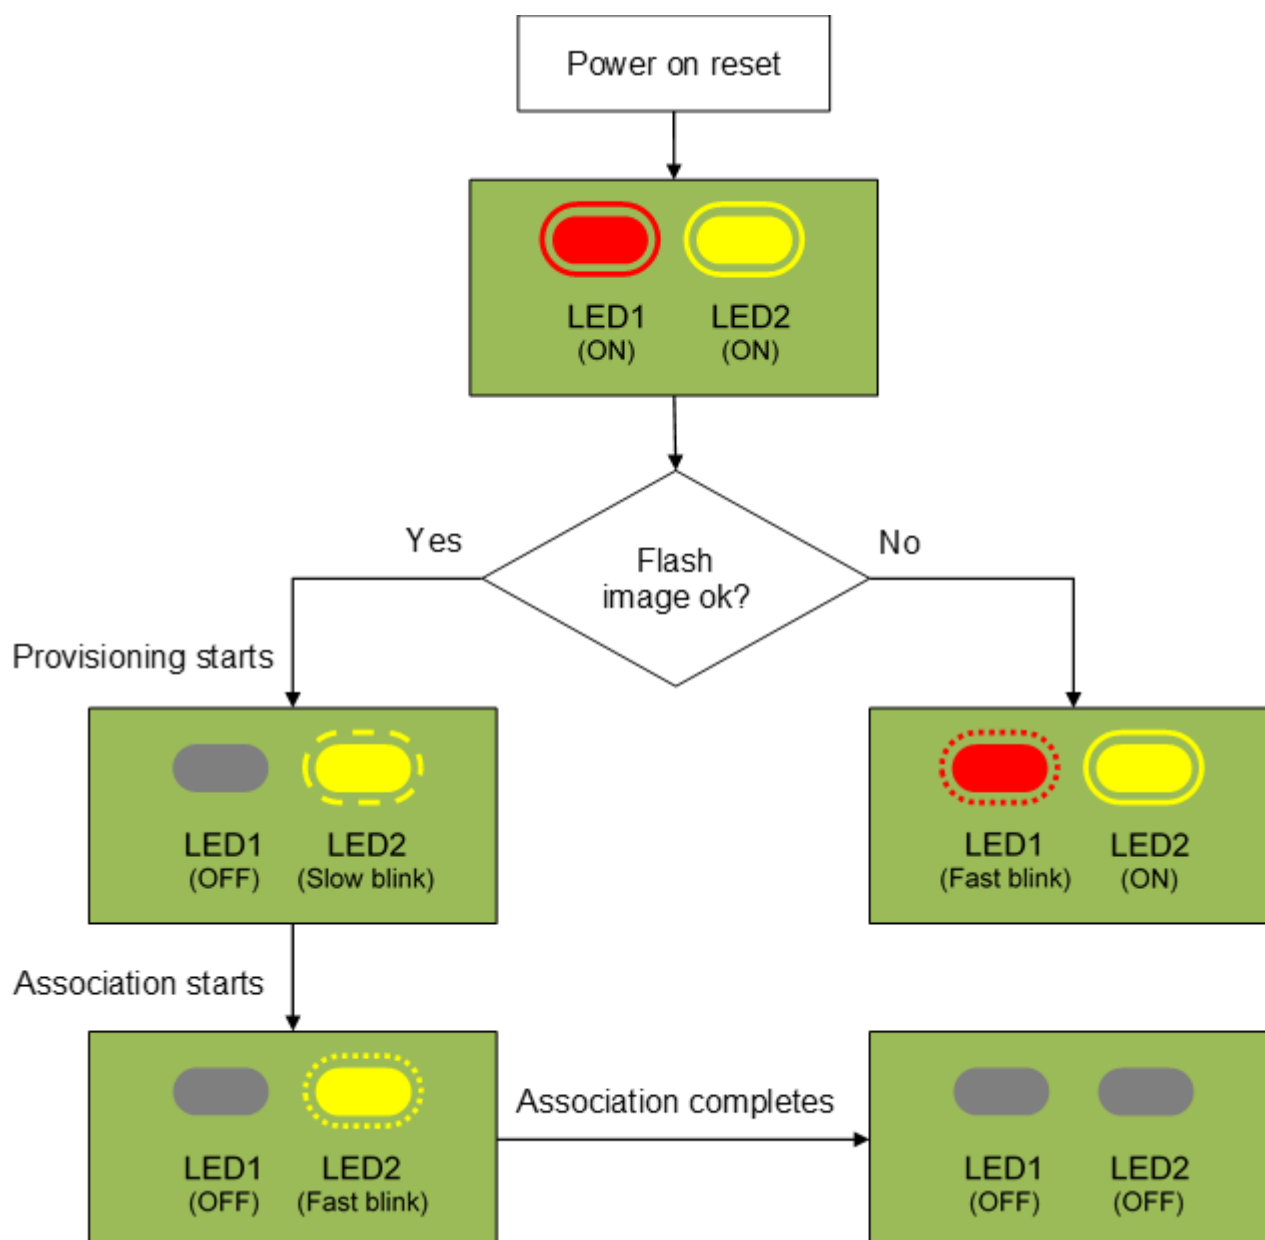 Power on reset
LED1 LED2
(ON) (ON)
Yes
No
Flash
image ok?
Provisioning starts
LED1 LED2
(OFF) (Slow blink)
LED1 LED2
(Fast blink) (ON)
Association starts
LED1 LED2
(OFF) (Fast blink)
Association completes
LED1 LED2
(OFF) (OFF)